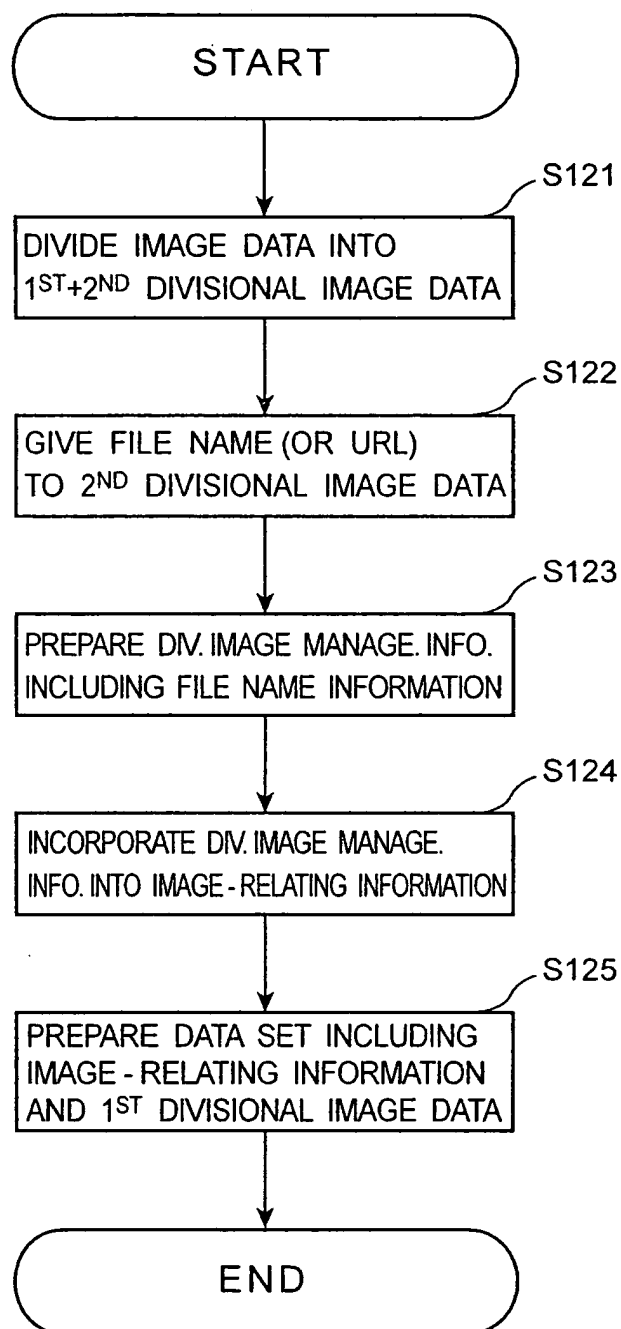 START
S121
DIVIDE IMAGE DATA INTO
1ST+2ND DIVISIONAL IMAGE DATA
S122
GIVE FILE NAME (OR URL)
TO 2ND DIVISIONAL IMAGE DATA
S123
PREPARE DIV. IMAGE MANAGE. INFO.
INCLUDING FILE NAME INFORMATION
S124
INCORPORATE DIV. IMAGE MANAGE.
INFO. INTO IMAGE-RELATING INFORMATION
S125
PREPARE DATA SET INCLUDING
IMAGE-RELATING INFORMATION
AND 1ST DIVISIONAL IMAGE DATA
END